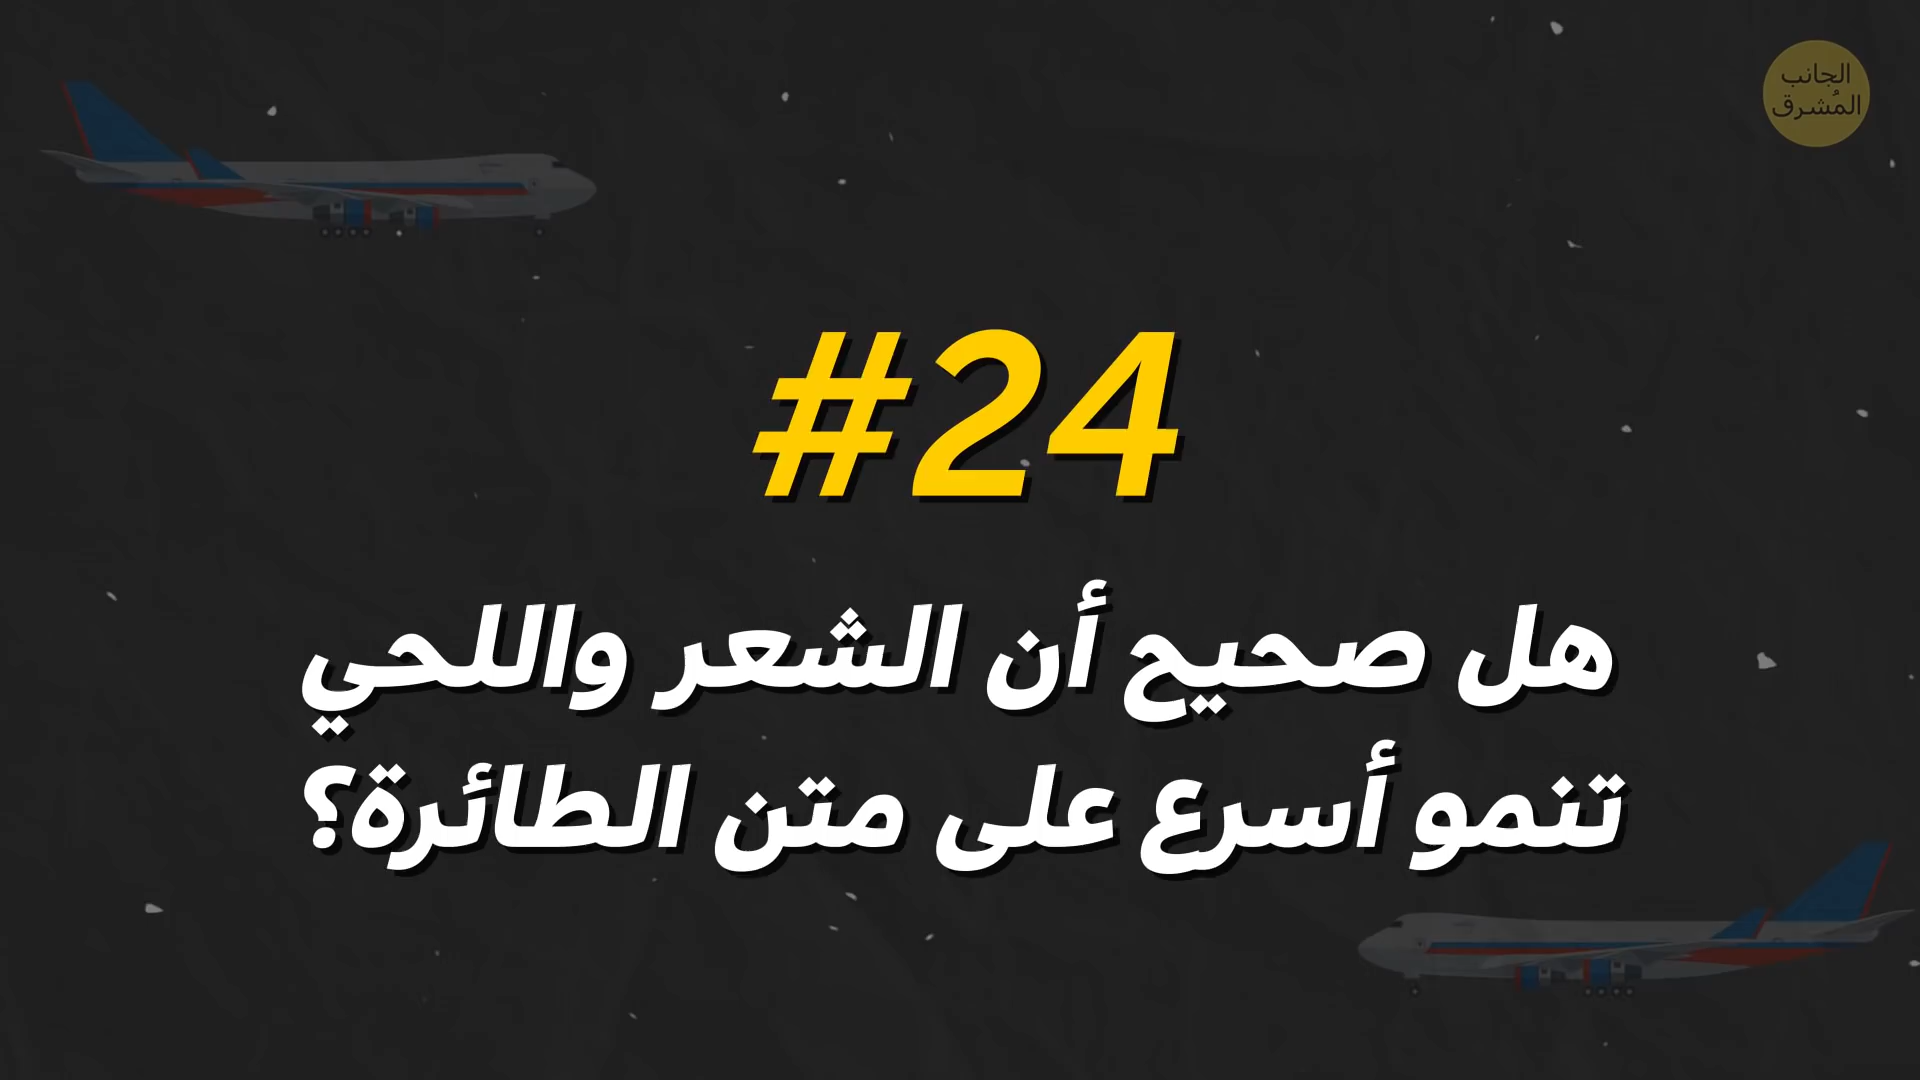 الجانب
المُشرق
#24
هل صحيح أن الشعر واللحي
تنمو أسرع على متن الطائرة؟